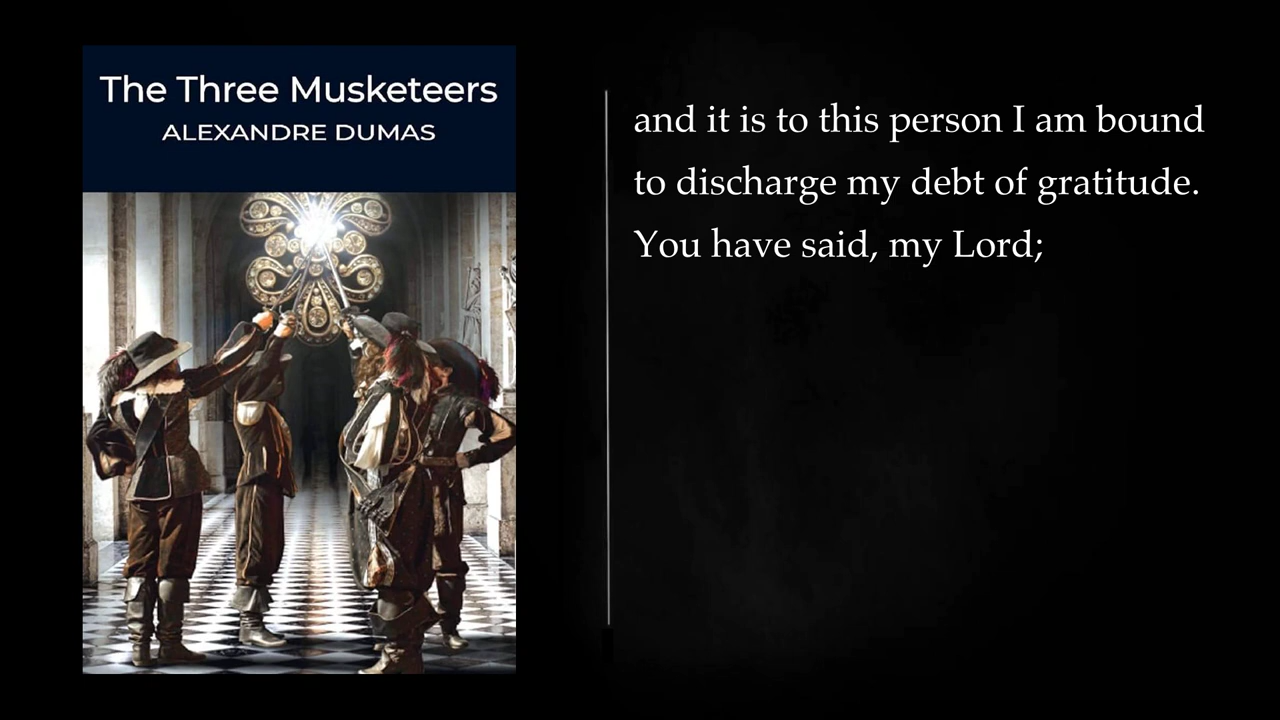 The Three Musketeers
ALEXANDRE DUMAS
and it is to this person I am bound
to discharge my debt of gratitude.
You have said, my Lord;